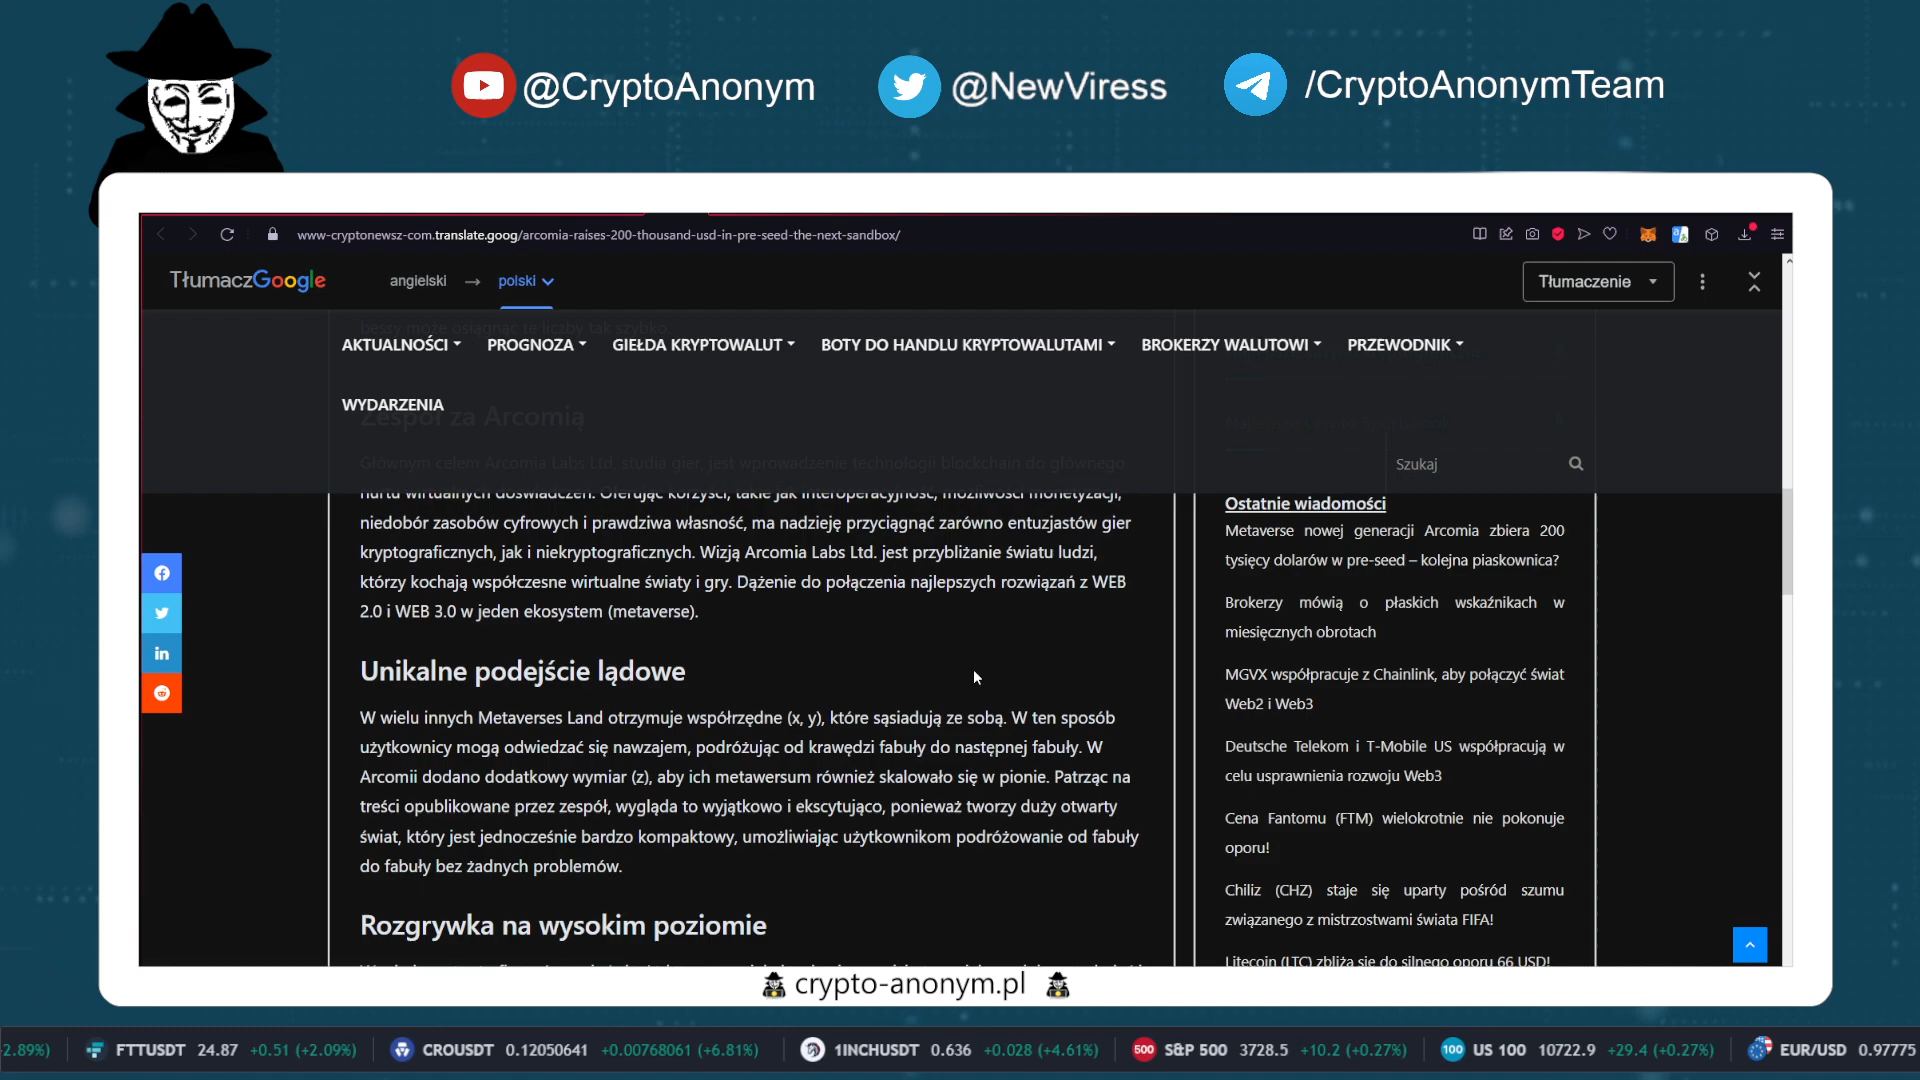 @CryptoAnonym
@NewViress
/CryptoAnonymTeam
www-cryptonewsz-com.translate.goog/arcomia-raises-200-thousand-usd-in-pre-seed-the-next-sandbox/
TłumaczGoogle
angielski → polski
Tłumaczenie
bessy może osiągnąć te liczby tak szybko.
AKTUALNOŚCI
PROGNOZA
GIEŁDA KRYPTOWALUT
BOTY DO HANDLU KRYPTOWALUTAMI
BROKERZY WALUTOWI
PRZEWODNIK
WYDARZENIA
Zespół za Arcomią
Szukaj
Głównym celem Arcomia Labs Ltd, studia gier, jest wprowadzenie technologii blockchain do głównego
nurtu wirtualnych doświadczeń. Oferując korzyści, takie jak interoperacyjność, możliwości monetyzacji,
niedobór zasobów cyfrowych i prawdziwa własność, ma nadzieję przyciągnąć zarówno entuzjastów gier
kryptograficznych, jak i niekryptograficznych. Wizją Arcomia Labs Ltd. jest przybliżanie światu ludzi,
którzy kochają współczesne wirtualne światy i gry. Dążenie do połączenia najlepszych rozwiązań z WEB
2.0 i WEB 3.0 w jeden ekosystem (metaverse).
Unikalne podejście lądowe
W wielu innych Metaverses Land otrzymuje współrzędne (x, y), które sąsiadują ze sobą. W ten sposób
użytkownicy mogą odwiedzać się nawzajem, podróżując od krawędzi fabuły do następnej fabuły. W
Arcomii dodano dodatkowy wymiar (z), aby ich metawersum również skalowało się w pionie. Patrząc na
treści opublikowane przez zespół, wygląda to wyjątkowo i ekscytująco, ponieważ tworzy duży otwarty
świat, który jest jednocześnie bardzo kompaktowy, umożliwiając użytkownikom podróżowanie od fabuły
do fabuły bez żadnych problemów.
Rozgrywka na wysokim poziomie
Ostatnie wiadomości
Metaverse nowej generacji Arcomia zbiera 200
tysięcy dolarów w pre-seed – kolejna piaskownica?
Brokerzy mówią o płaskich wskaźnikach w
miesięcznych obrotach
MGVX współpracuje z Chainlink, aby połączyć świat
Web2 i Web3
Deutsche Telekom i T-Mobile US współpracują w
celu usprawnienia rozwoju Web3
Cena Fantomu (FTM) wielokrotnie nie pokonuje
oporu!
Chiliz (CHZ) staje się uparty pośród szumu
związanego z mistrzostwami świata FIFA!
Litecoin (LTC) zbliża się do silnego oporu 66 USD!
crypto-anonym.pl
2.89%)
FTTUSDT 24.87 +0.51 (+2.09%)
CROUSDT 0.12050641 +0.00768061 (+6.81%)
1INCHUSDT 0.636 +0.028 (+4.61%)
500 S&P 500 3728.5 +10.2 (+0.27%)
100 US 100 10722.9 +29.4 (+0.27%)
EUR/USD 0.97775